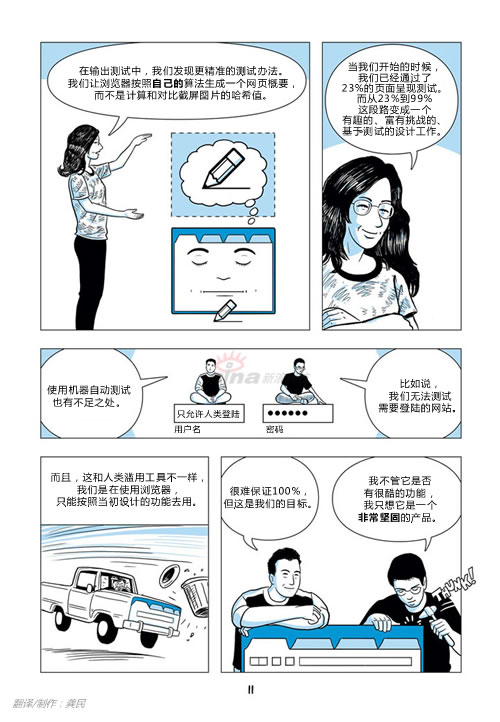 在输出测试中，我们发现更精准的测试办法。
我们让浏览器按照自己的算法生成一个网页概要，
而不是计算和对比截屏图片的哈希值。
当我们开始的时候，
我们已经通过了
23%的页面呈现测试。
而从23%到99%
这段路变成一个
有趣的、富有挑战的、
基于测试的设计工作。
使用机器自动测试
也有不足之处。
sina新浪
只允许人类登陆
用户名
●●●●●●
密码
比如说，
我们无法测试
需要登陆的网站。
而且，这和人类滥用工具不一样，
我们是在使用浏览器，
只能按照当初设计的功能去用。
很难保证100%，
但这是我们的目标。
我不管它是否
有很酷的功能，
我只想它是一个
非常坚固的产品。
THUNK!
11
翻译/制作：龚民